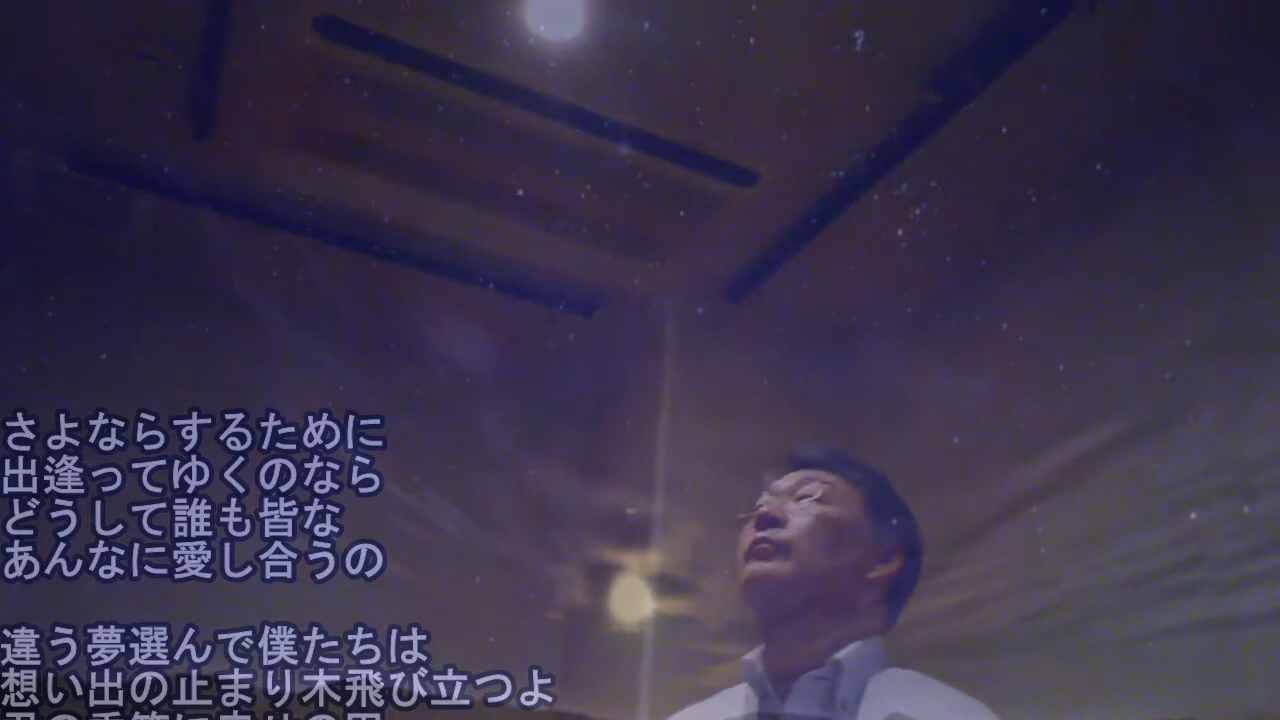 さよならするために
出逢ってゆくのなら
どうして誰も皆な
あんなに愛し合うの
違う夢選んで僕たちは
想い出の止まり木飛び立つよ